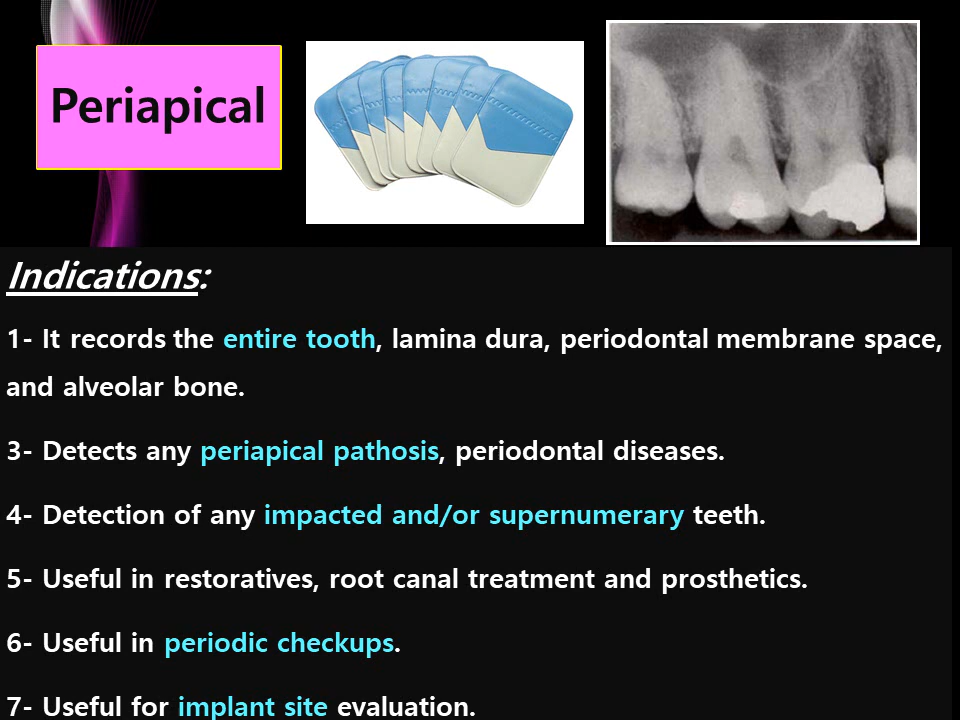 Periapical
Indications:
1- It records the entire tooth, lamina dura, periodontal membrane space,
and alveolar bone.
3- Detects any periapical pathosis, periodontal diseases.
4- Detection of any impacted and/or supernumerary teeth.
5- Useful in restoratives, root canal treatment and prosthetics.
6- Useful in periodic checkups.
7- Useful for implant site evaluation.